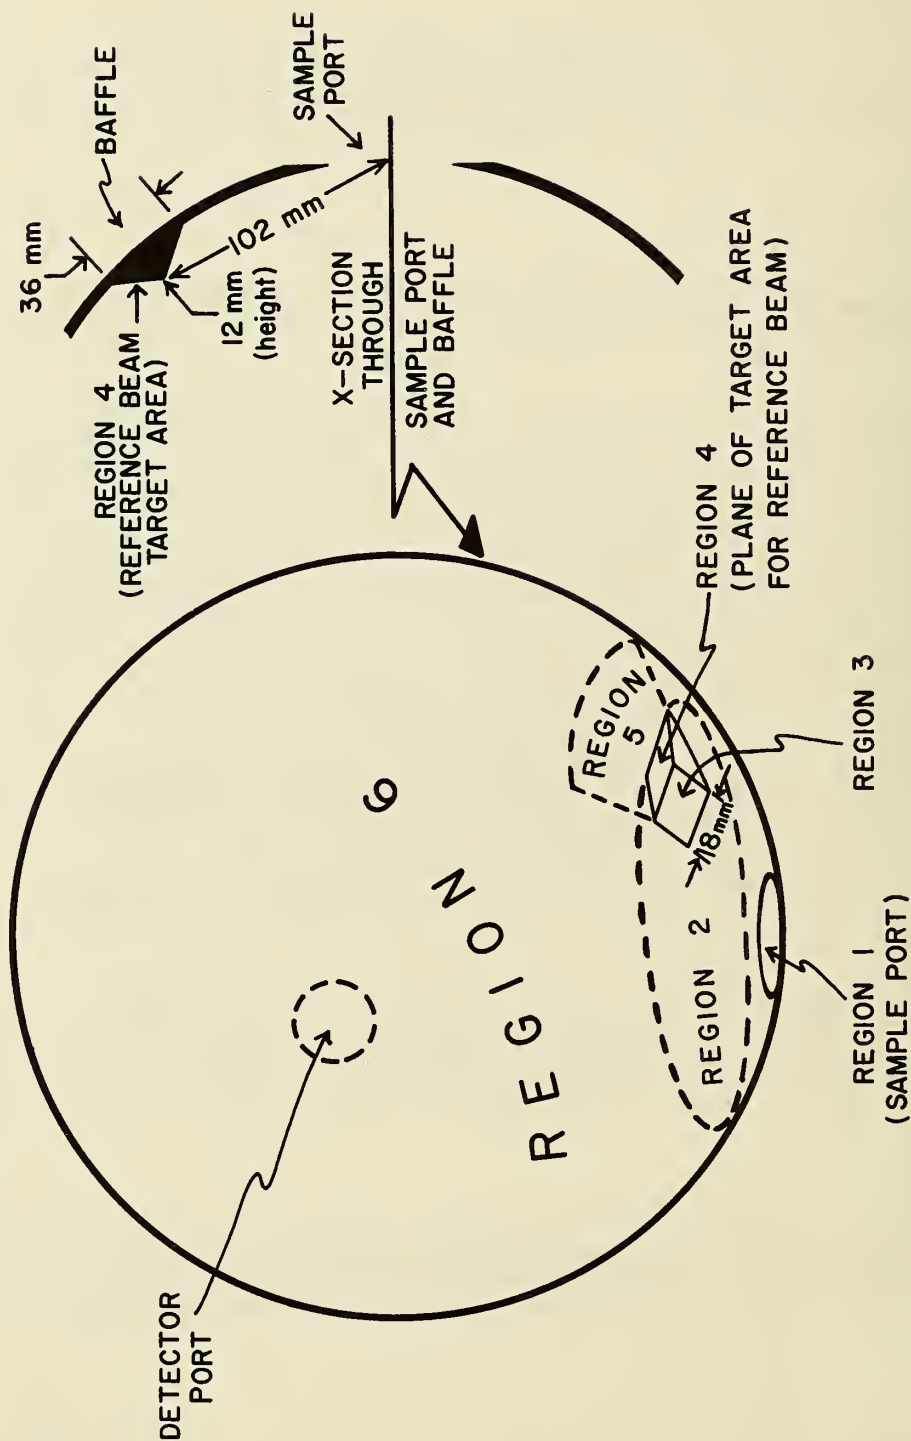 DETECTOR
PORT
REGION 6
REGION 1
(SAMPLE PORT)
REGION 2
18mm
REGION 3
REGION
5
REGION 4
(PLANE OF TARGET AREA
FOR REFERENCE BEAM)
REGION 4
(REFERENCE BEAM
TARGET AREA)
36 mm
BAFFLE
12 mm
(height)
102 mm
SAMPLE
PORT
X-SECTION
THROUGH
SAMPLE PORT
AND BAFFLE